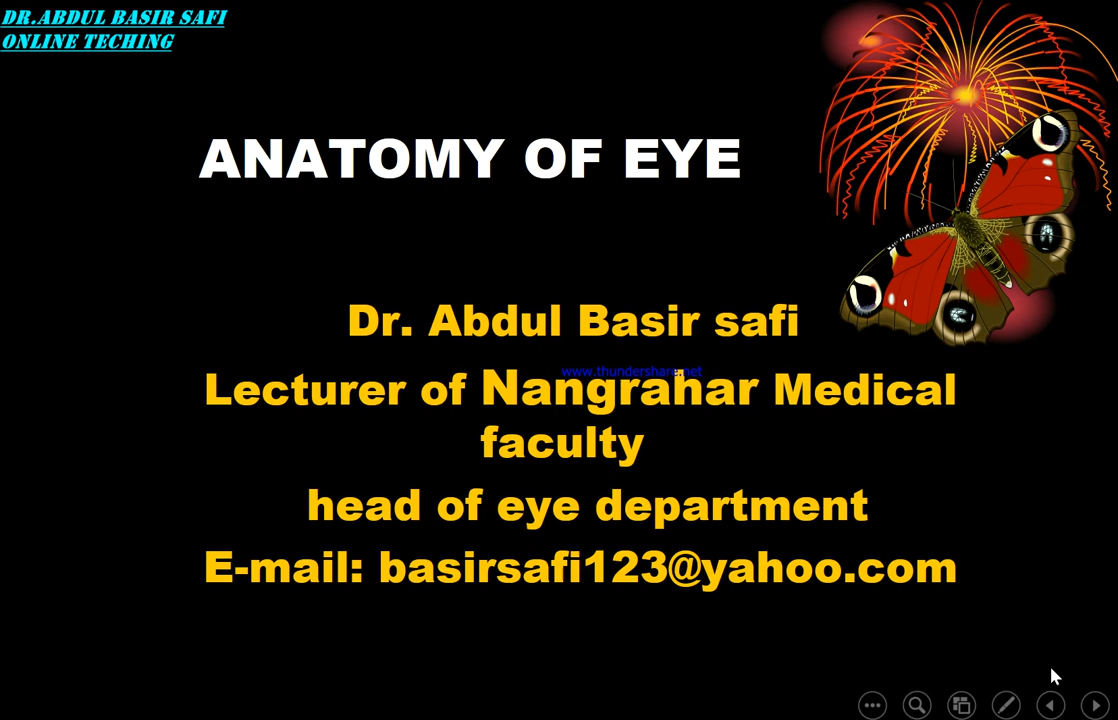 DR.ABDUL BASIR SAFI
ONLINE TECHING
ANATOMY OF EYE
Dr. Abdul Basir safi
www.thundershare.net
Lecturer of Nangrahar Medical
faculty
head of eye department
E-mail: basirsafi123@yahoo.com